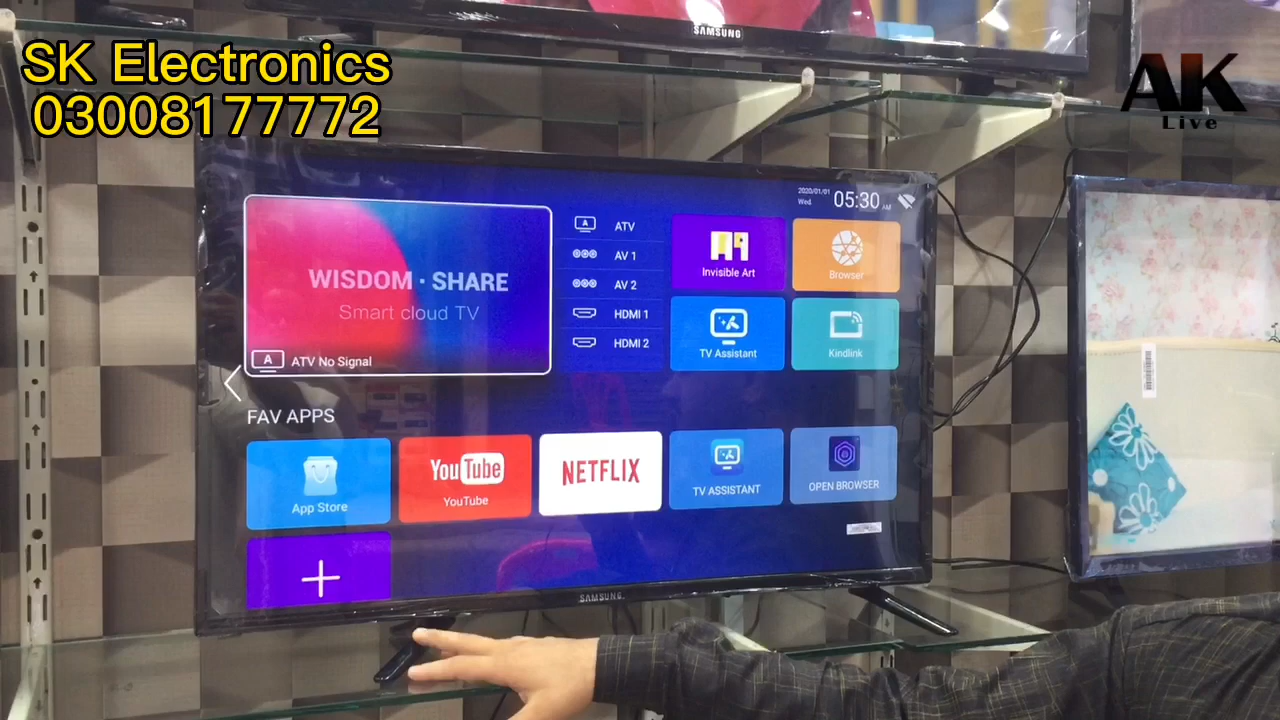 SAMSUNG
SK Electronics
03008177772
AK
Live
2020/01/01
Wed.
05:30 AM
WISDOM · SHARE
Smart cloud TV
A ATV No Signal
A ATV
AV 1
AV 2
HDMI 1
HDMI 2
Invisible Art
Browser
TV Assistant
Kindlink
FAV APPS
App Store
YouTube
YouTube
NETFLIX
TV ASSISTANT
OPEN BROWSER
SAMSUNG